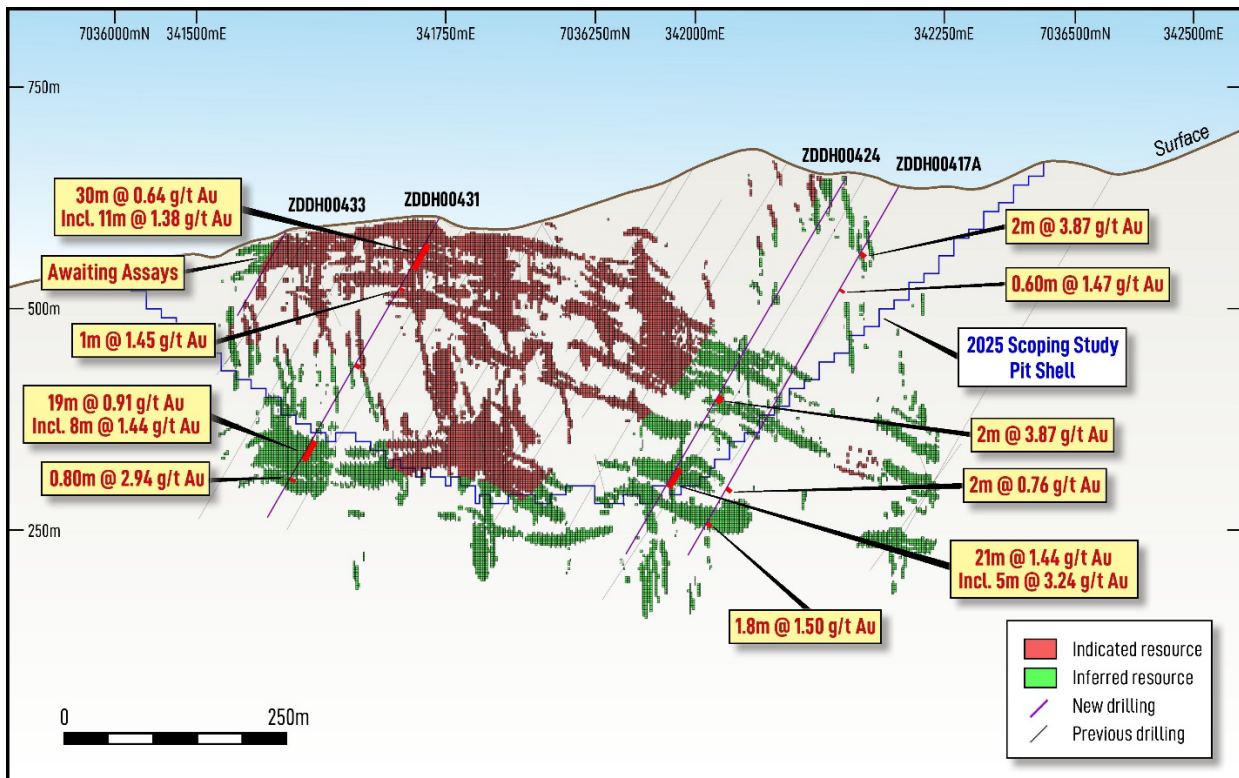 7036000mN
341500mE
341750mE
7036250mN
342000mE
342250mE
7036500mN
342500mE
750m
500m
250m
Surface
ZDDH00433
ZDDH00431
ZDDH00424
ZDDH00417A
30m @ 0.64 g/t Au
Incl. 11m @ 1.38 g/t Au
Awaiting Assays
1m @ 1.45 g/t Au
19m @ 0.91 g/t Au
Incl. 8m @ 1.44 g/t Au
0.80m @ 2.94 g/t Au
2m @ 3.87 g/t Au
0.60m @ 1.47 g/t Au
2025 Scoping Study
Pit Shell
2m @ 3.87 g/t Au
2m @ 0.76 g/t Au
21m @ 1.44 g/t Au
Incl. 5m @ 3.24 g/t Au
1.8m @ 1.50 g/t Au
Indicated resource
Inferred resource
New drilling
Previous drilling
0
250m